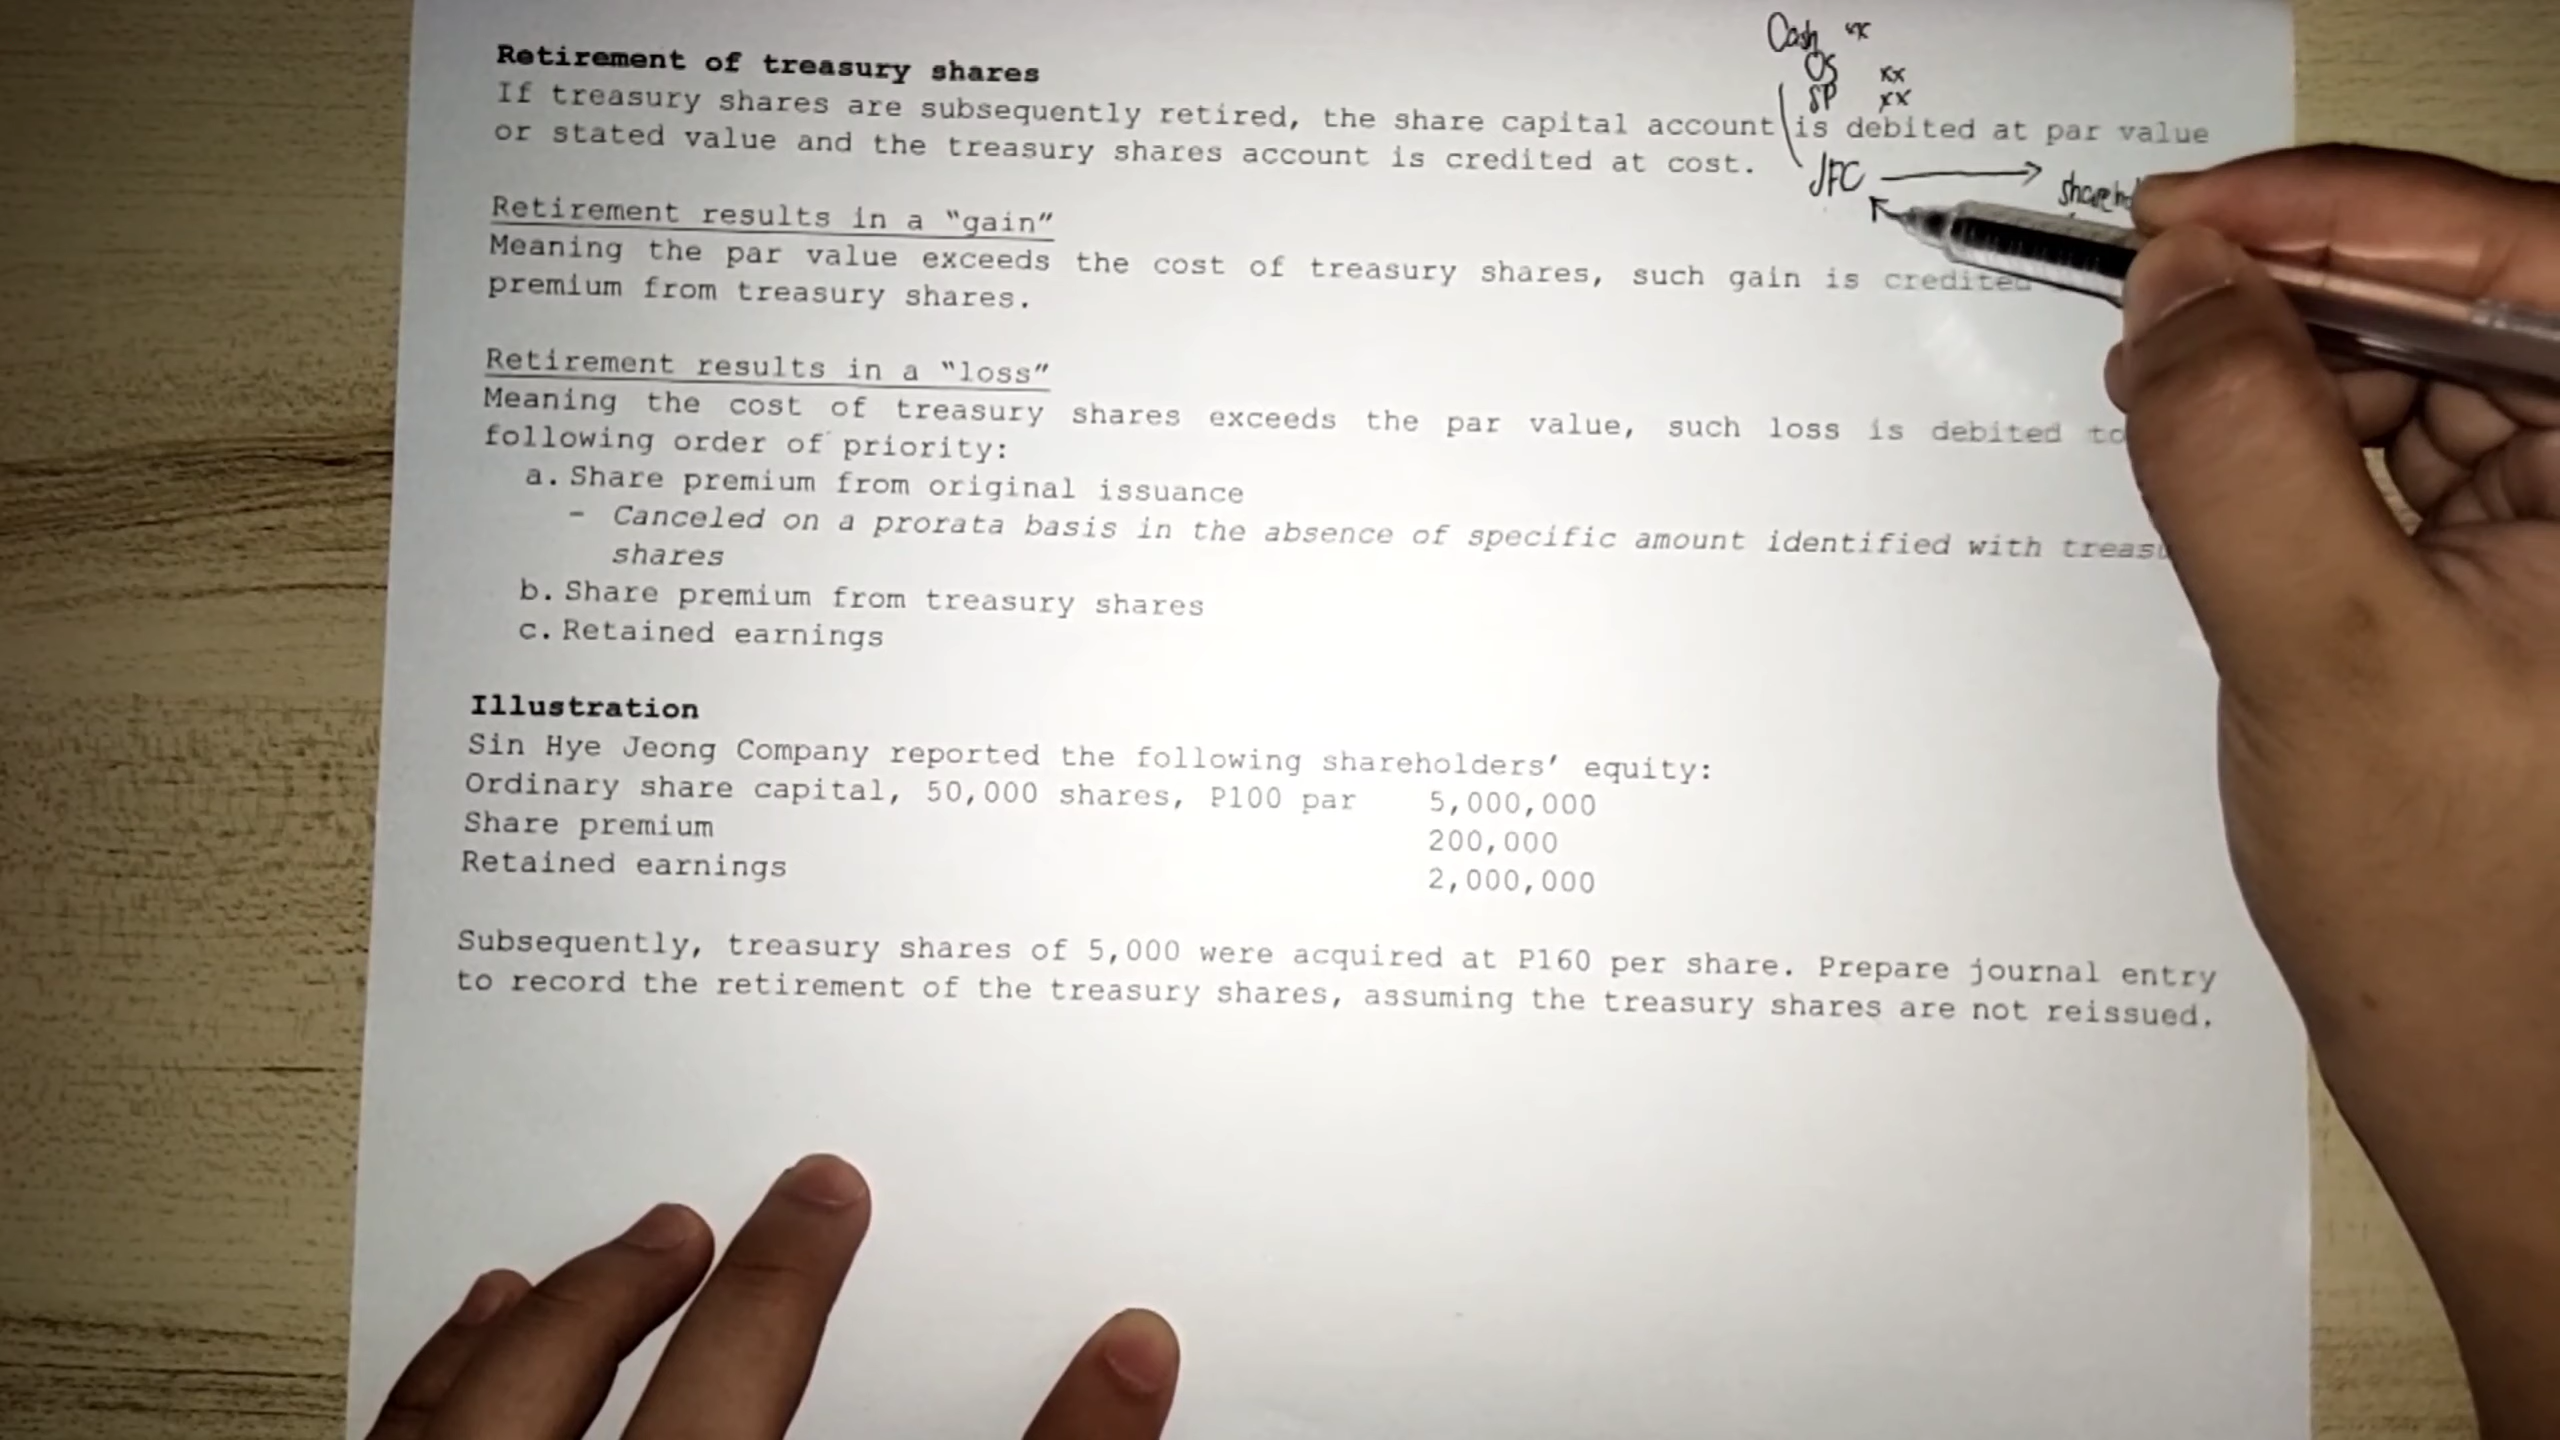 Cash xx
OS xx
SP xx
Retirement of treasury shares
If treasury shares are subsequently retired, the share capital account is debited at par value
or stated value and the treasury shares account is credited at cost.
JFC
Retirement results in a “gain”
Meaning the par value exceeds the cost of treasury shares, such gain is credited
premium from treasury shares.
Retirement results in a “loss”
Meaning the cost of treasury shares exceeds the par value, such loss is debited to
following order of priority:
a. Share premium from original issuance
- Canceled on a prorata basis in the absence of specific amount identified with
shares
b. Share premium from treasury shares
c. Retained earnings
Illustration
Sin Hye Jeong Company reported the following shareholders’ equity:
Ordinary share capital, 50,000 shares, P100 par 5,000,000
Share premium 200,000
Retained earnings 2,000,000
Subsequently, treasury shares of 5,000 were acquired at P160 per share. Prepare journal entry
to record the retirement of the treasury shares, assuming the treasury shares are not reissued.